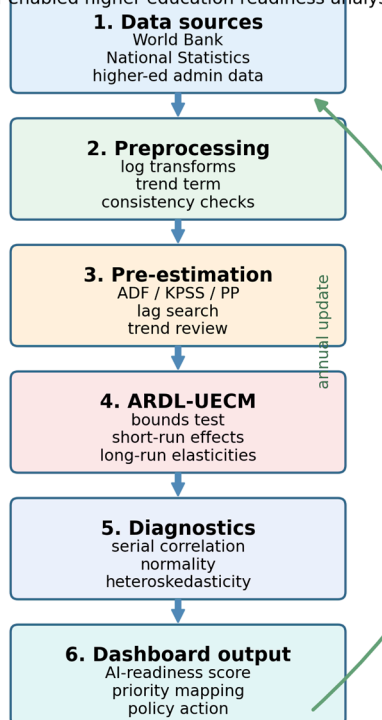 enabled higher education readiness
1. Data sources
World Bank
National Statistics
higher-ed admin data
2. Preprocessing
log transforms
trend term
consistency checks
3. Pre-estimation
ADF / KPSS / PP
lag search
trend review
annual update
4. ARDL-UECM
bounds test
short-run effects
long-run elasticities
5. Diagnostics
serial correlation
normality
heteroskedasticity
6. Dashboard output
AI-readiness score
priority mapping
policy action